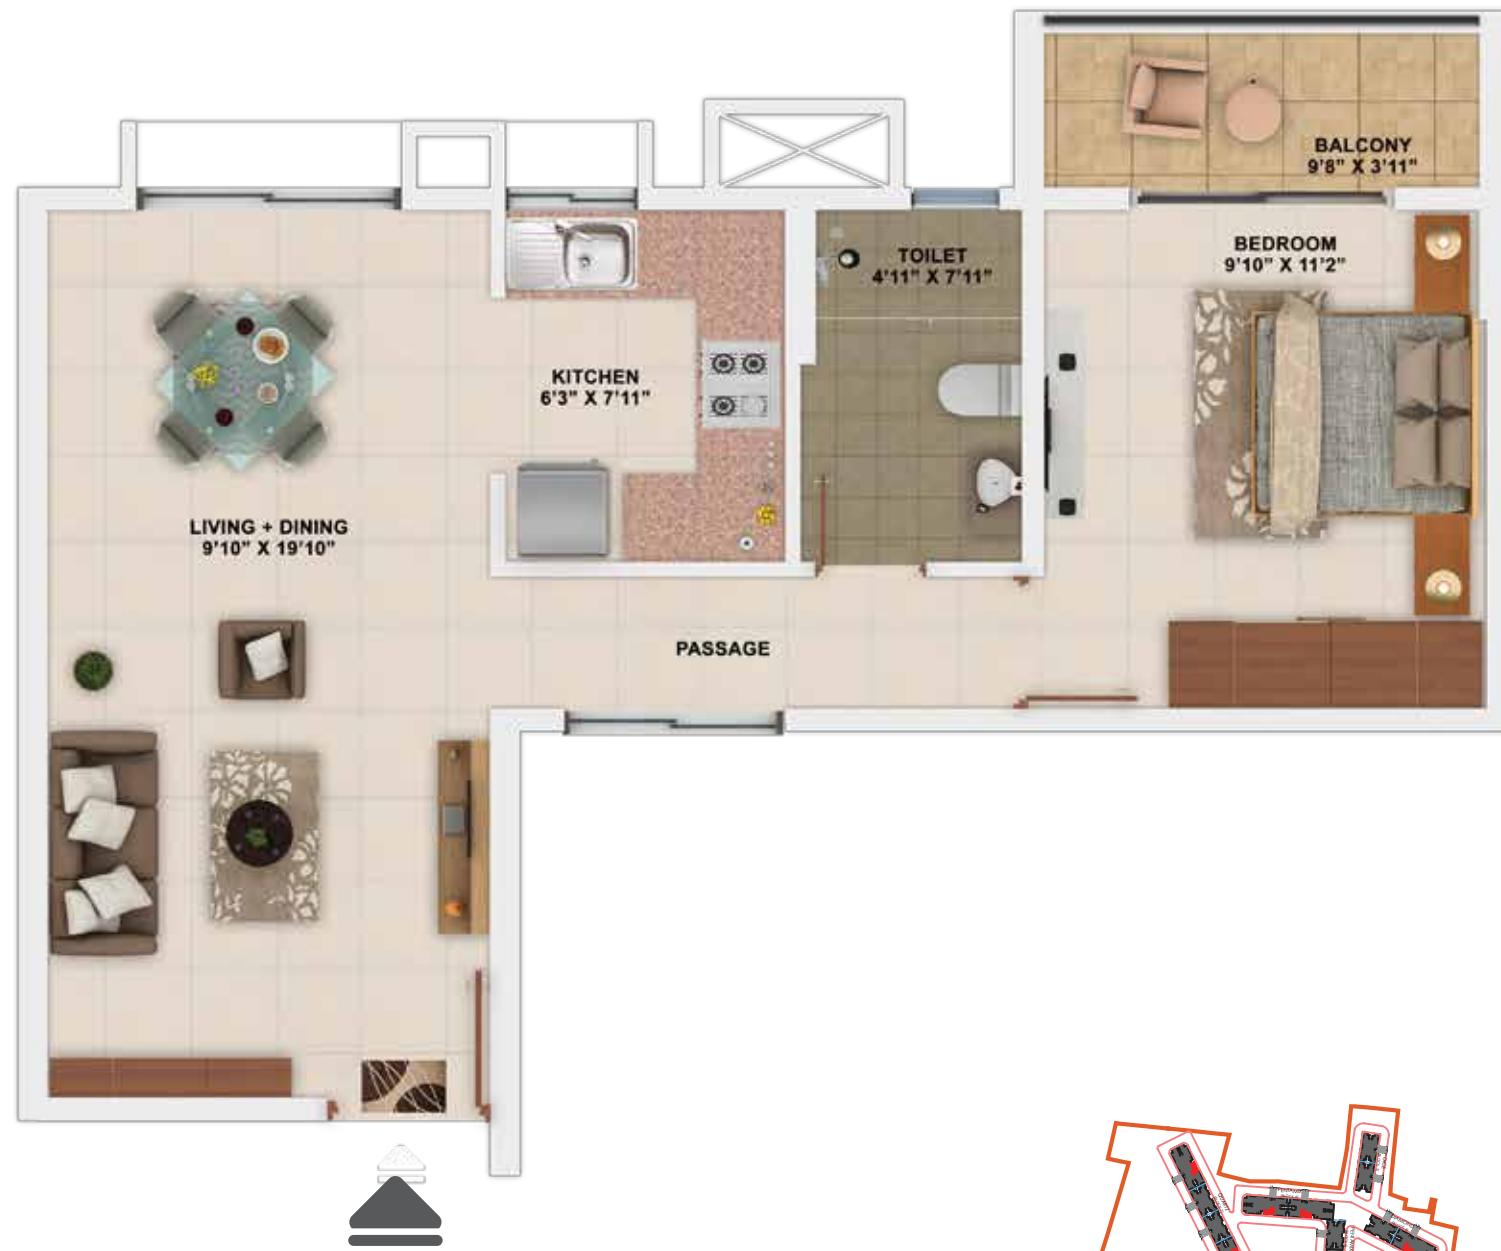 BALCONY
9'8" X 3'11"
TOILET
4'11" X 7'11"
BEDROOM
9'10" X 11'2"
KITCHEN
6'3" X 7'11"
LIVING + DINING
9'10" X 19'10"
PASSAGE